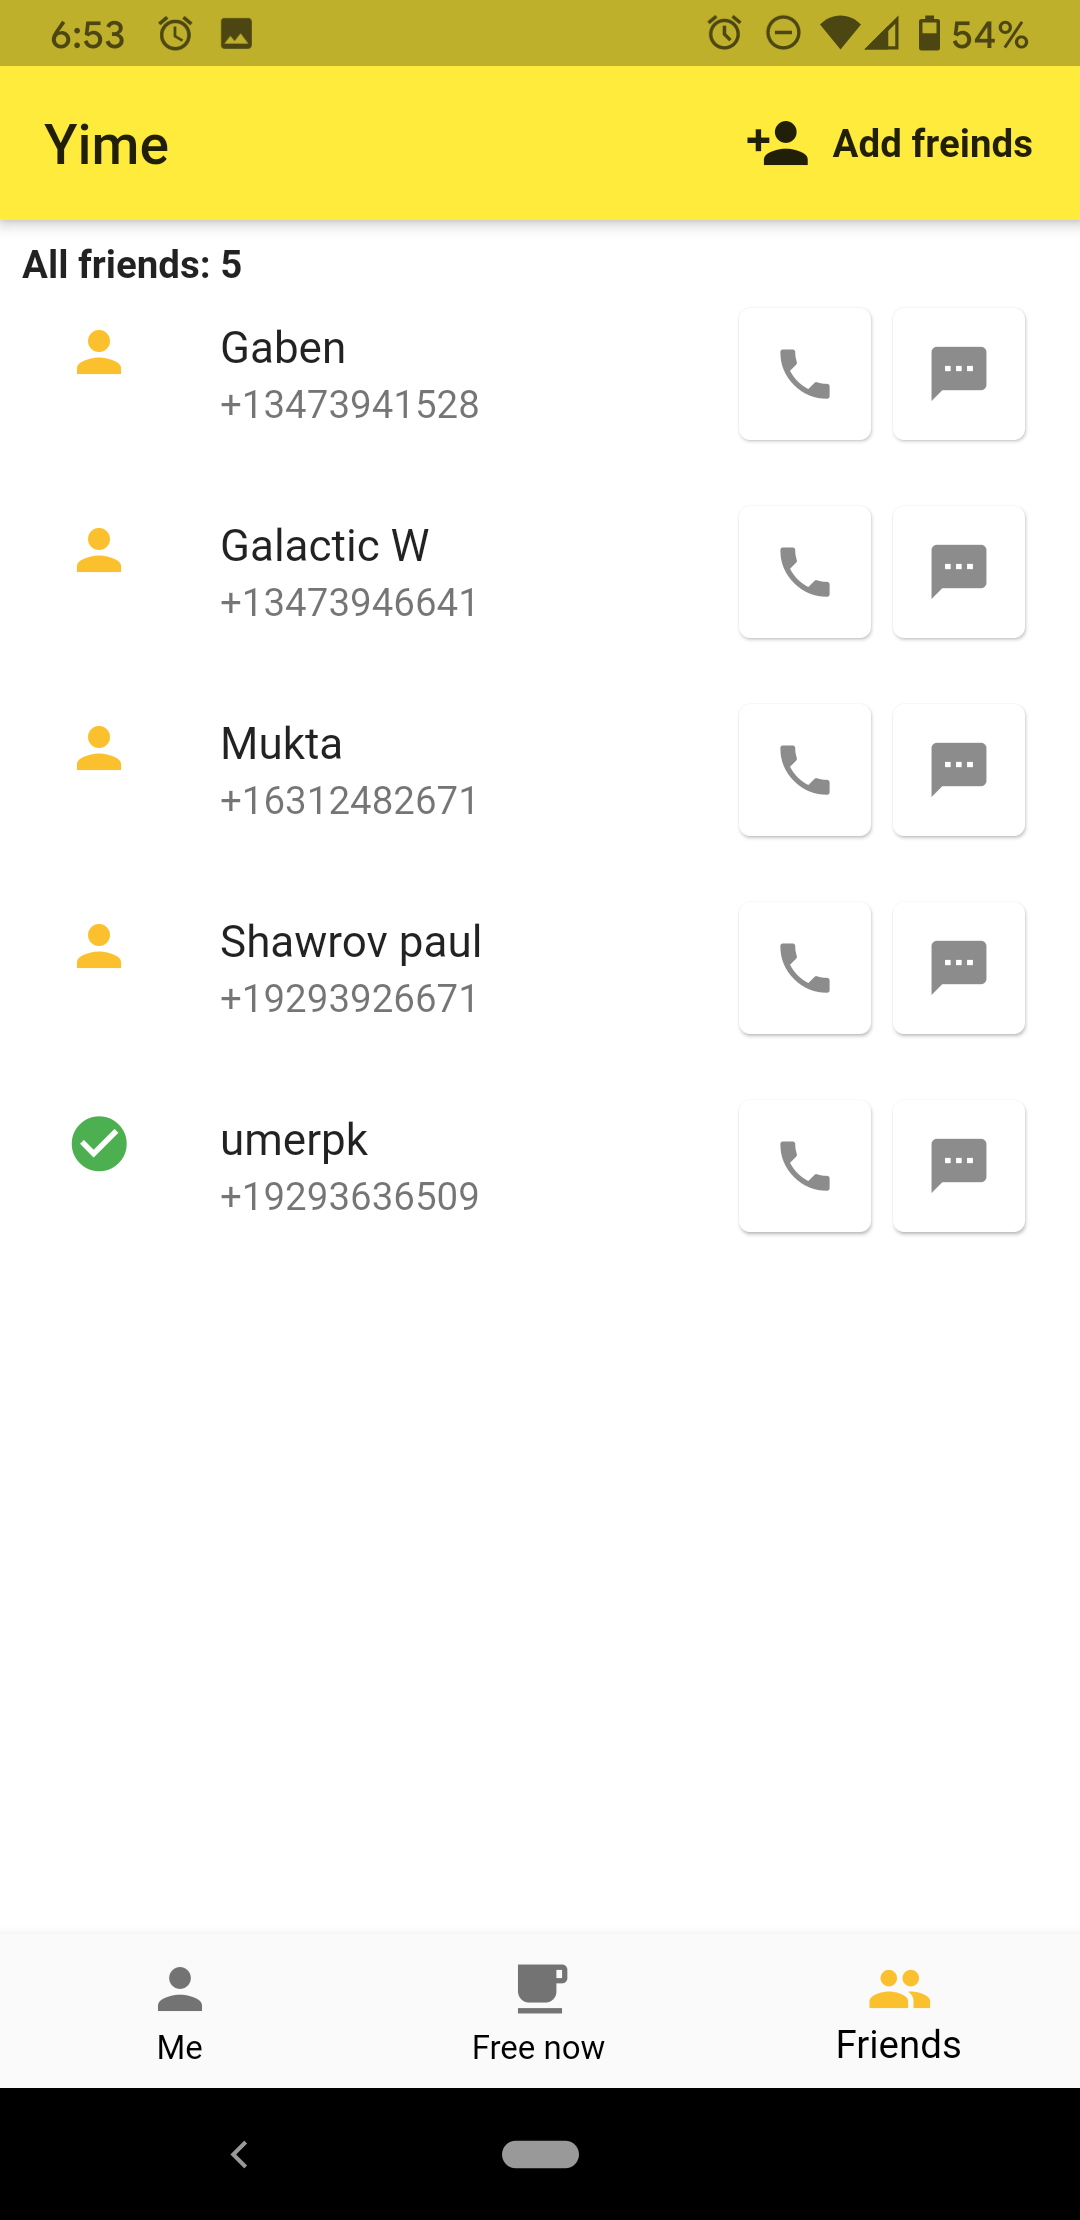 6:53 54%
Yime Add freinds
All friends: 5
Gaben
+13473941528
Galactic W
+13473946641
Mukta
+16312482671
Shawrov paul
+19293926671
umerpk
+19293636509
Me Free now Friends